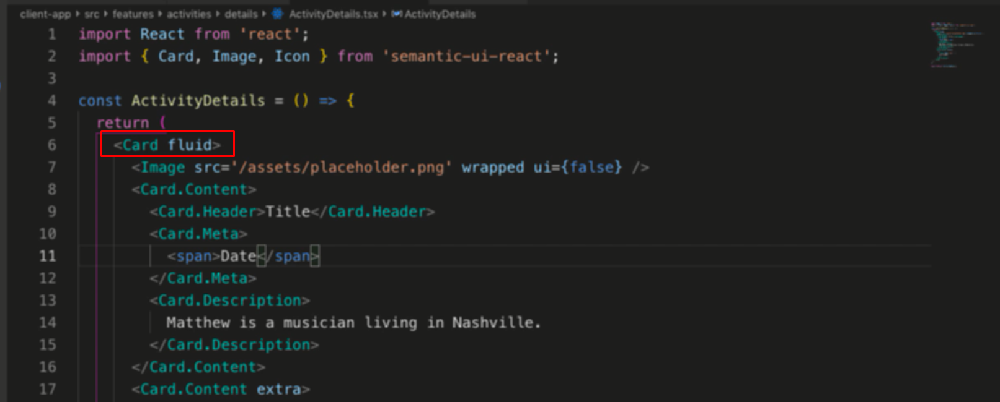 client-app src features activities details ActivityDetails.tsx ActivityDetails
1 import React from 'react';
2 import { Card, Image, Icon } from 'semantic-ui-react';
3
4 const ActivityDetails = () => {
5 return (
6 <Card fluid>
7 <Image src='/assets/placeholder.png' wrapped ui={false} />
8 <Card.Content>
9 <Card.Header>Title</Card.Header>
10 <Card.Meta>
11 <span>Date</span>
12 </Card.Meta>
13 <Card.Description>
14 Matthew is a musician living in Nashville.
15 </Card.Description>
16 </Card.Content>
17 <Card.Content extra>